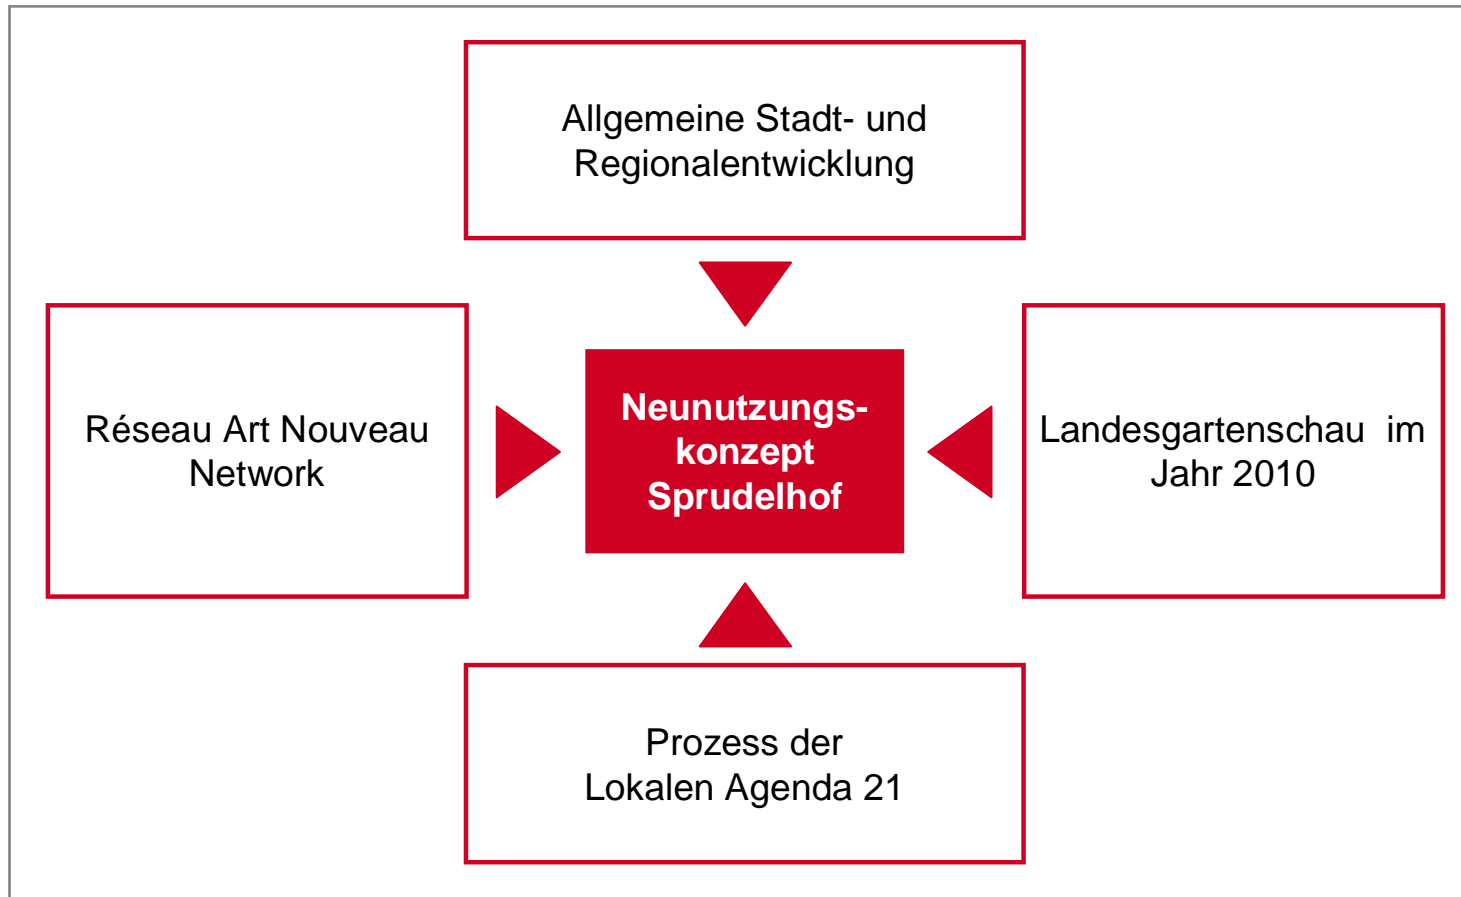 Allgemeine Stadt- und
Regionalentwicklung
Réseau Art Nouveau
Network
Neunutzungs-
konzept
Sprudelhof
Landesgartenschau im
Jahr 2010
Prozess der
Lokalen Agenda 21